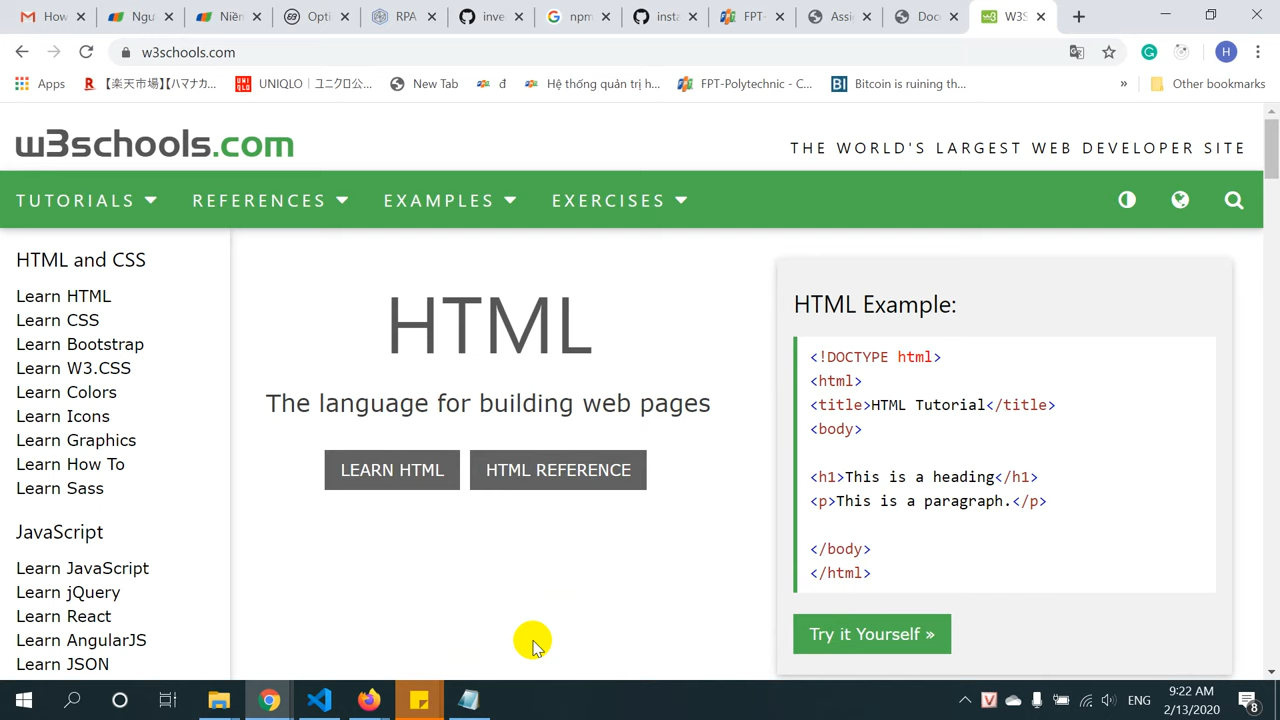 How
Ngu
Niền
Opti
RPA
inve
npm
insta
FPT-
Assi
Doc
W3S
w3schools.com
H
Apps
【楽天市場】【ハマナカ...
UNIQLO｜ユニクロ公...
New Tab
đ
Hệ thống quản trị h...
FPT-Polytechnic - C...
BI
Bitcoin is ruining th...
»
Other bookmarks
w3schools.com
THE WORLD'S LARGEST WEB DEVELOPER SITE
TUTORIALS
REFERENCES
EXAMPLES
EXERCISES
HTML and CSS
Learn HTML
Learn CSS
Learn Bootstrap
Learn W3.CSS
Learn Colors
Learn Icons
Learn Graphics
Learn How To
Learn Sass
JavaScript
Learn JavaScript
Learn jQuery
Learn React
Learn AngularJS
Learn JSON
HTML
The language for building web pages
LEARN HTML
HTML REFERENCE
HTML Example:
<!DOCTYPE html>
<html>
<title>HTML Tutorial</title>
<body>
<h1>This is a heading</h1>
<p>This is a paragraph.</p>
</body>
</html>
Try it Yourself »
ENG
9:22 AM
2/13/2020
8